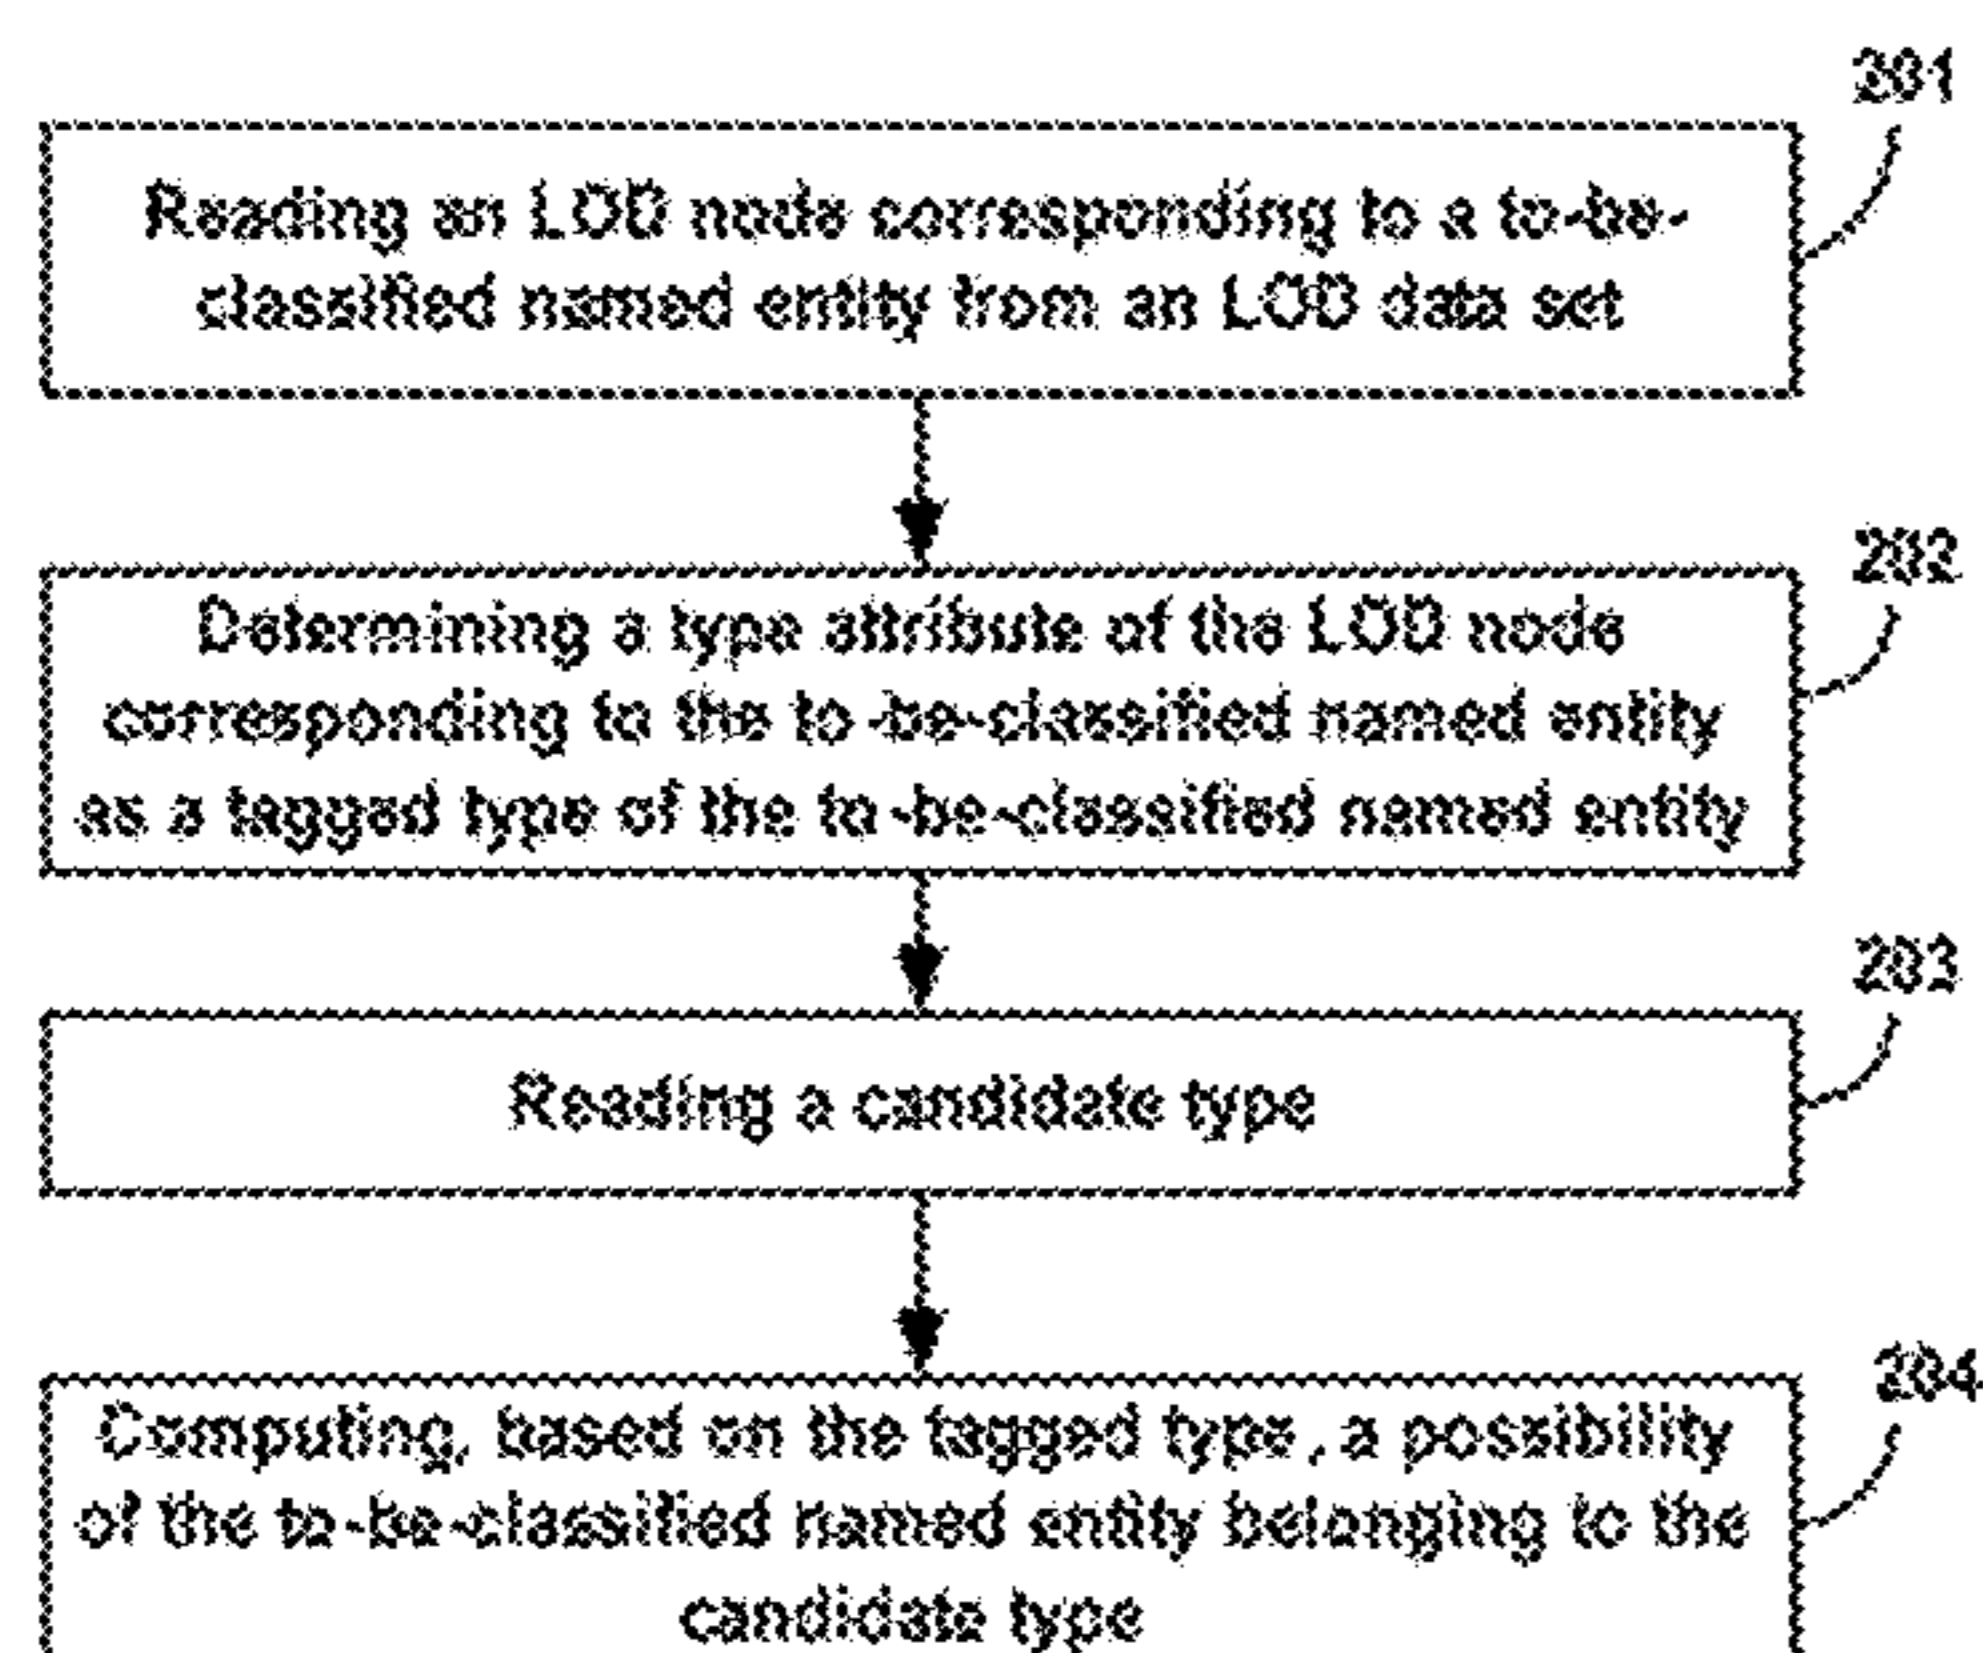 201
Reading an LOD node corresponding to a to-be-
classified named entity from an LOD data set
202
Determining a type attribute of the LOD node
corresponding to the to-be-classified named entity
as a tagged type of the to-be-classified named entity
203
Reading a candidate type
204
Computing, based on the tagged type, a possibility
of the to-be-classified named entity belonging to the
candidate type